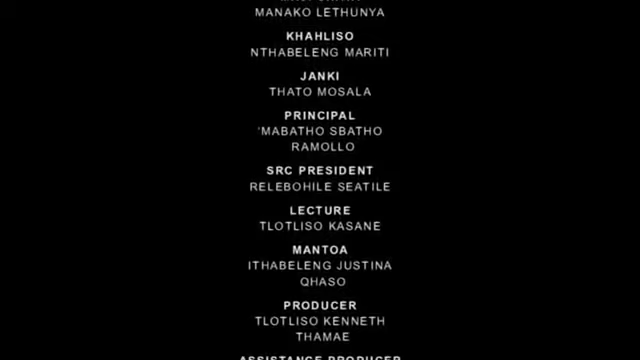 MANAKO LETHUNYA
KHAHLISO
NTHABELENG MARITI
JANKI
THATO MOSALA
PRINCIPAL
'MABATHO SBATHO
RAMOLLO
SRC PRESIDENT
RELEBOHILE SEATILE
LECTURE
TLOTLISO KASANE
MANTOA
ITHABELENG JUSTINA
QHASO
PRODUCER
TLOTLISO KENNETH
THAMAE
ASSISTANCE PRODUCER